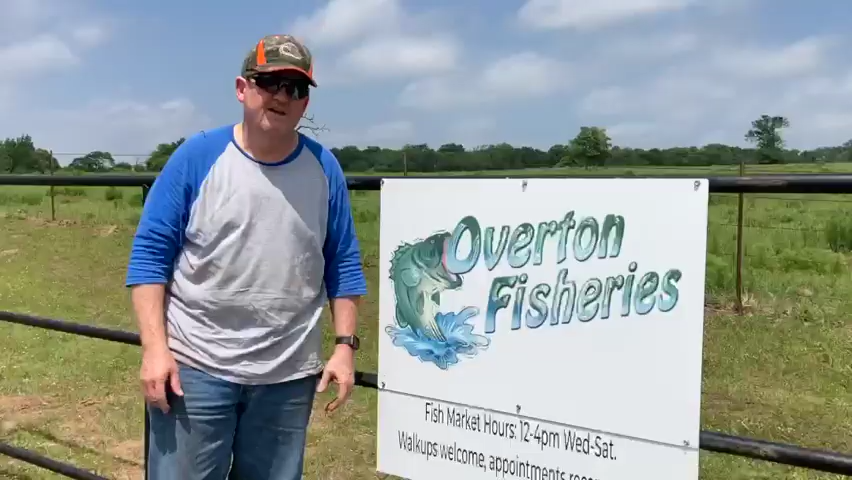 Overton
Fisheries
Fish Market Hours: 12-4pm Wed-Sat.
Walkups welcome, appointments